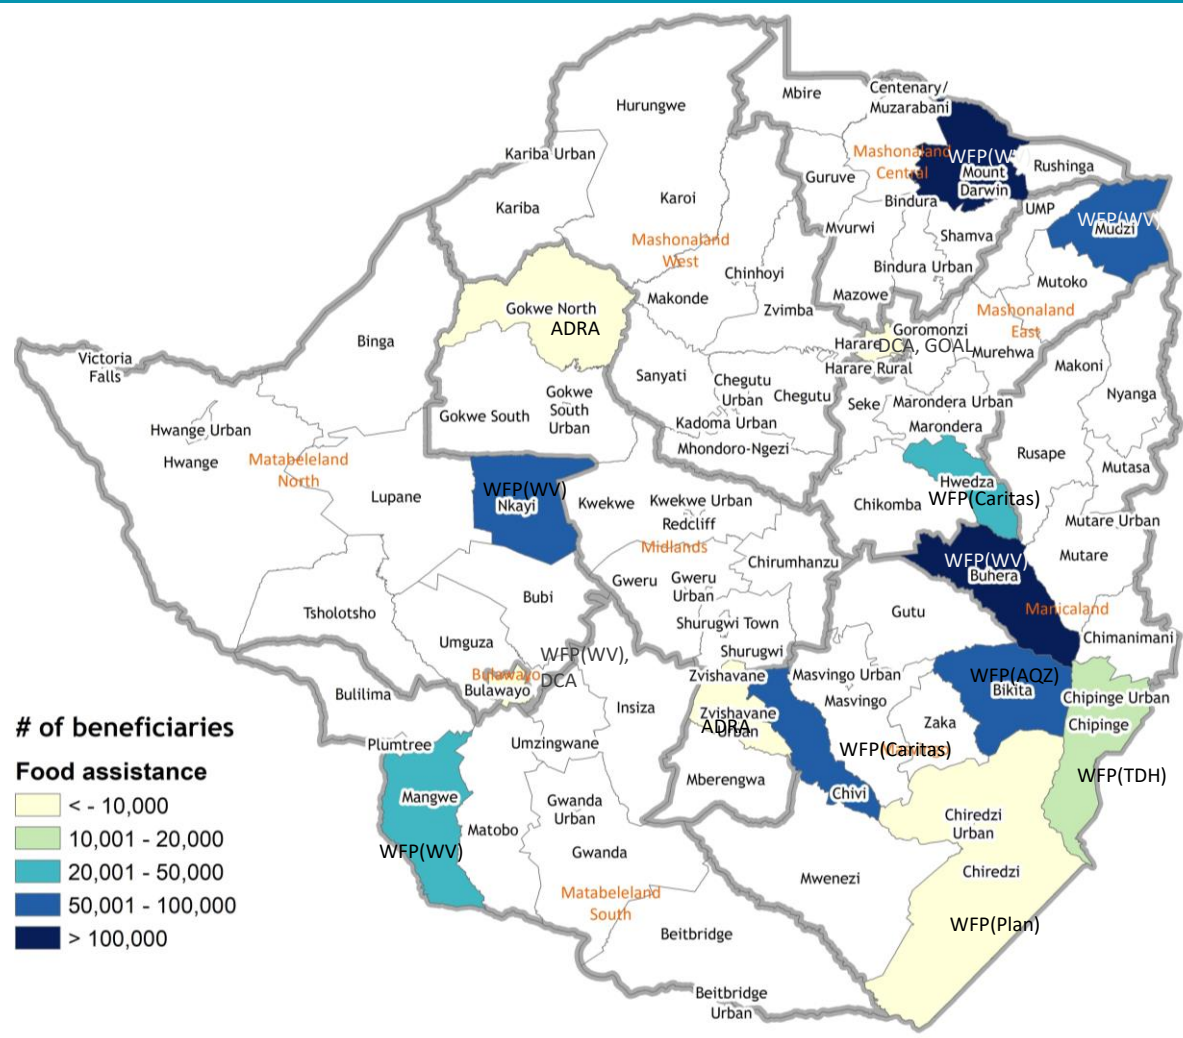 Mbire
Centenary/
Muzarabani
Hurungwe
Kariba Urban
Mashonaland
Central
WFP(WV)
Mount
Darwin
Rushinga
Guruve
Karoi
Kariba
Bindura
UMP
WFP(WV)
Mudzi
Mvurwi
Shamva
Mashonaland
West
Chinhoyi
Bindura Urban
Mutoko
Makonde
Zvimba
Mazowe
Mashonaland
East
Gokwe North
ADRA
Goromonzi
Harare
DCA, GOAL
Murehwa
Harare Rural
Binga
Victoria
Falls
Sanyati
Chegutu
Urban
Chegutu
Makoni
Nyanga
Gokwe
South
Urban
Gokwe South
Kadoma Urban
Mhondoro-Ngezi
Seke
Marondera Urban
Marondera
Hwange Urban
Hwange
Matabeleland
North
Rusape
Mutasa
Lupane
WFP(WV)
Nkayi
Kwekwe
Kwekwe Urban
Redcliff
Midlands
Chikomba
Hwedza
WFP(Caritas)
Mutare Urban
Mutare
Chirumhanzu
WFP(WV)
Buhera
Gweru
Gweru
Urban
Bubi
Tsholotsho
Gutu
Manicaland
Chimanimani
Umguza
Shurugwi Town
Shurugwi
WFP(WV),
DCA
Bulawayo
Bulawayo
Bulilima
Insiza
Zvishavane
Zvishavane
Urban
ADRA
Masvingo Urban
Masvingo
WFP(AQZ)
Bikita
Chipinge Urban
Chipinge
Zaka
WFP(Caritas)
WFP(TDH)
Plumtree
Umzingwane
Mberengwa
Mangwe
Matobo
WFP(WV)
Gwanda
Urban
Gwanda
Chivi
Chiredzi
Urban
Chiredzi
Mwenezi
Matabeleland
South
WFP(Plan)
Beitbridge
Beitbridge
Urban
# of beneficiaries
Food assistance
< - 10,000
10,001 - 20,000
20,001 - 50,000
50,001 - 100,000
> 100,000